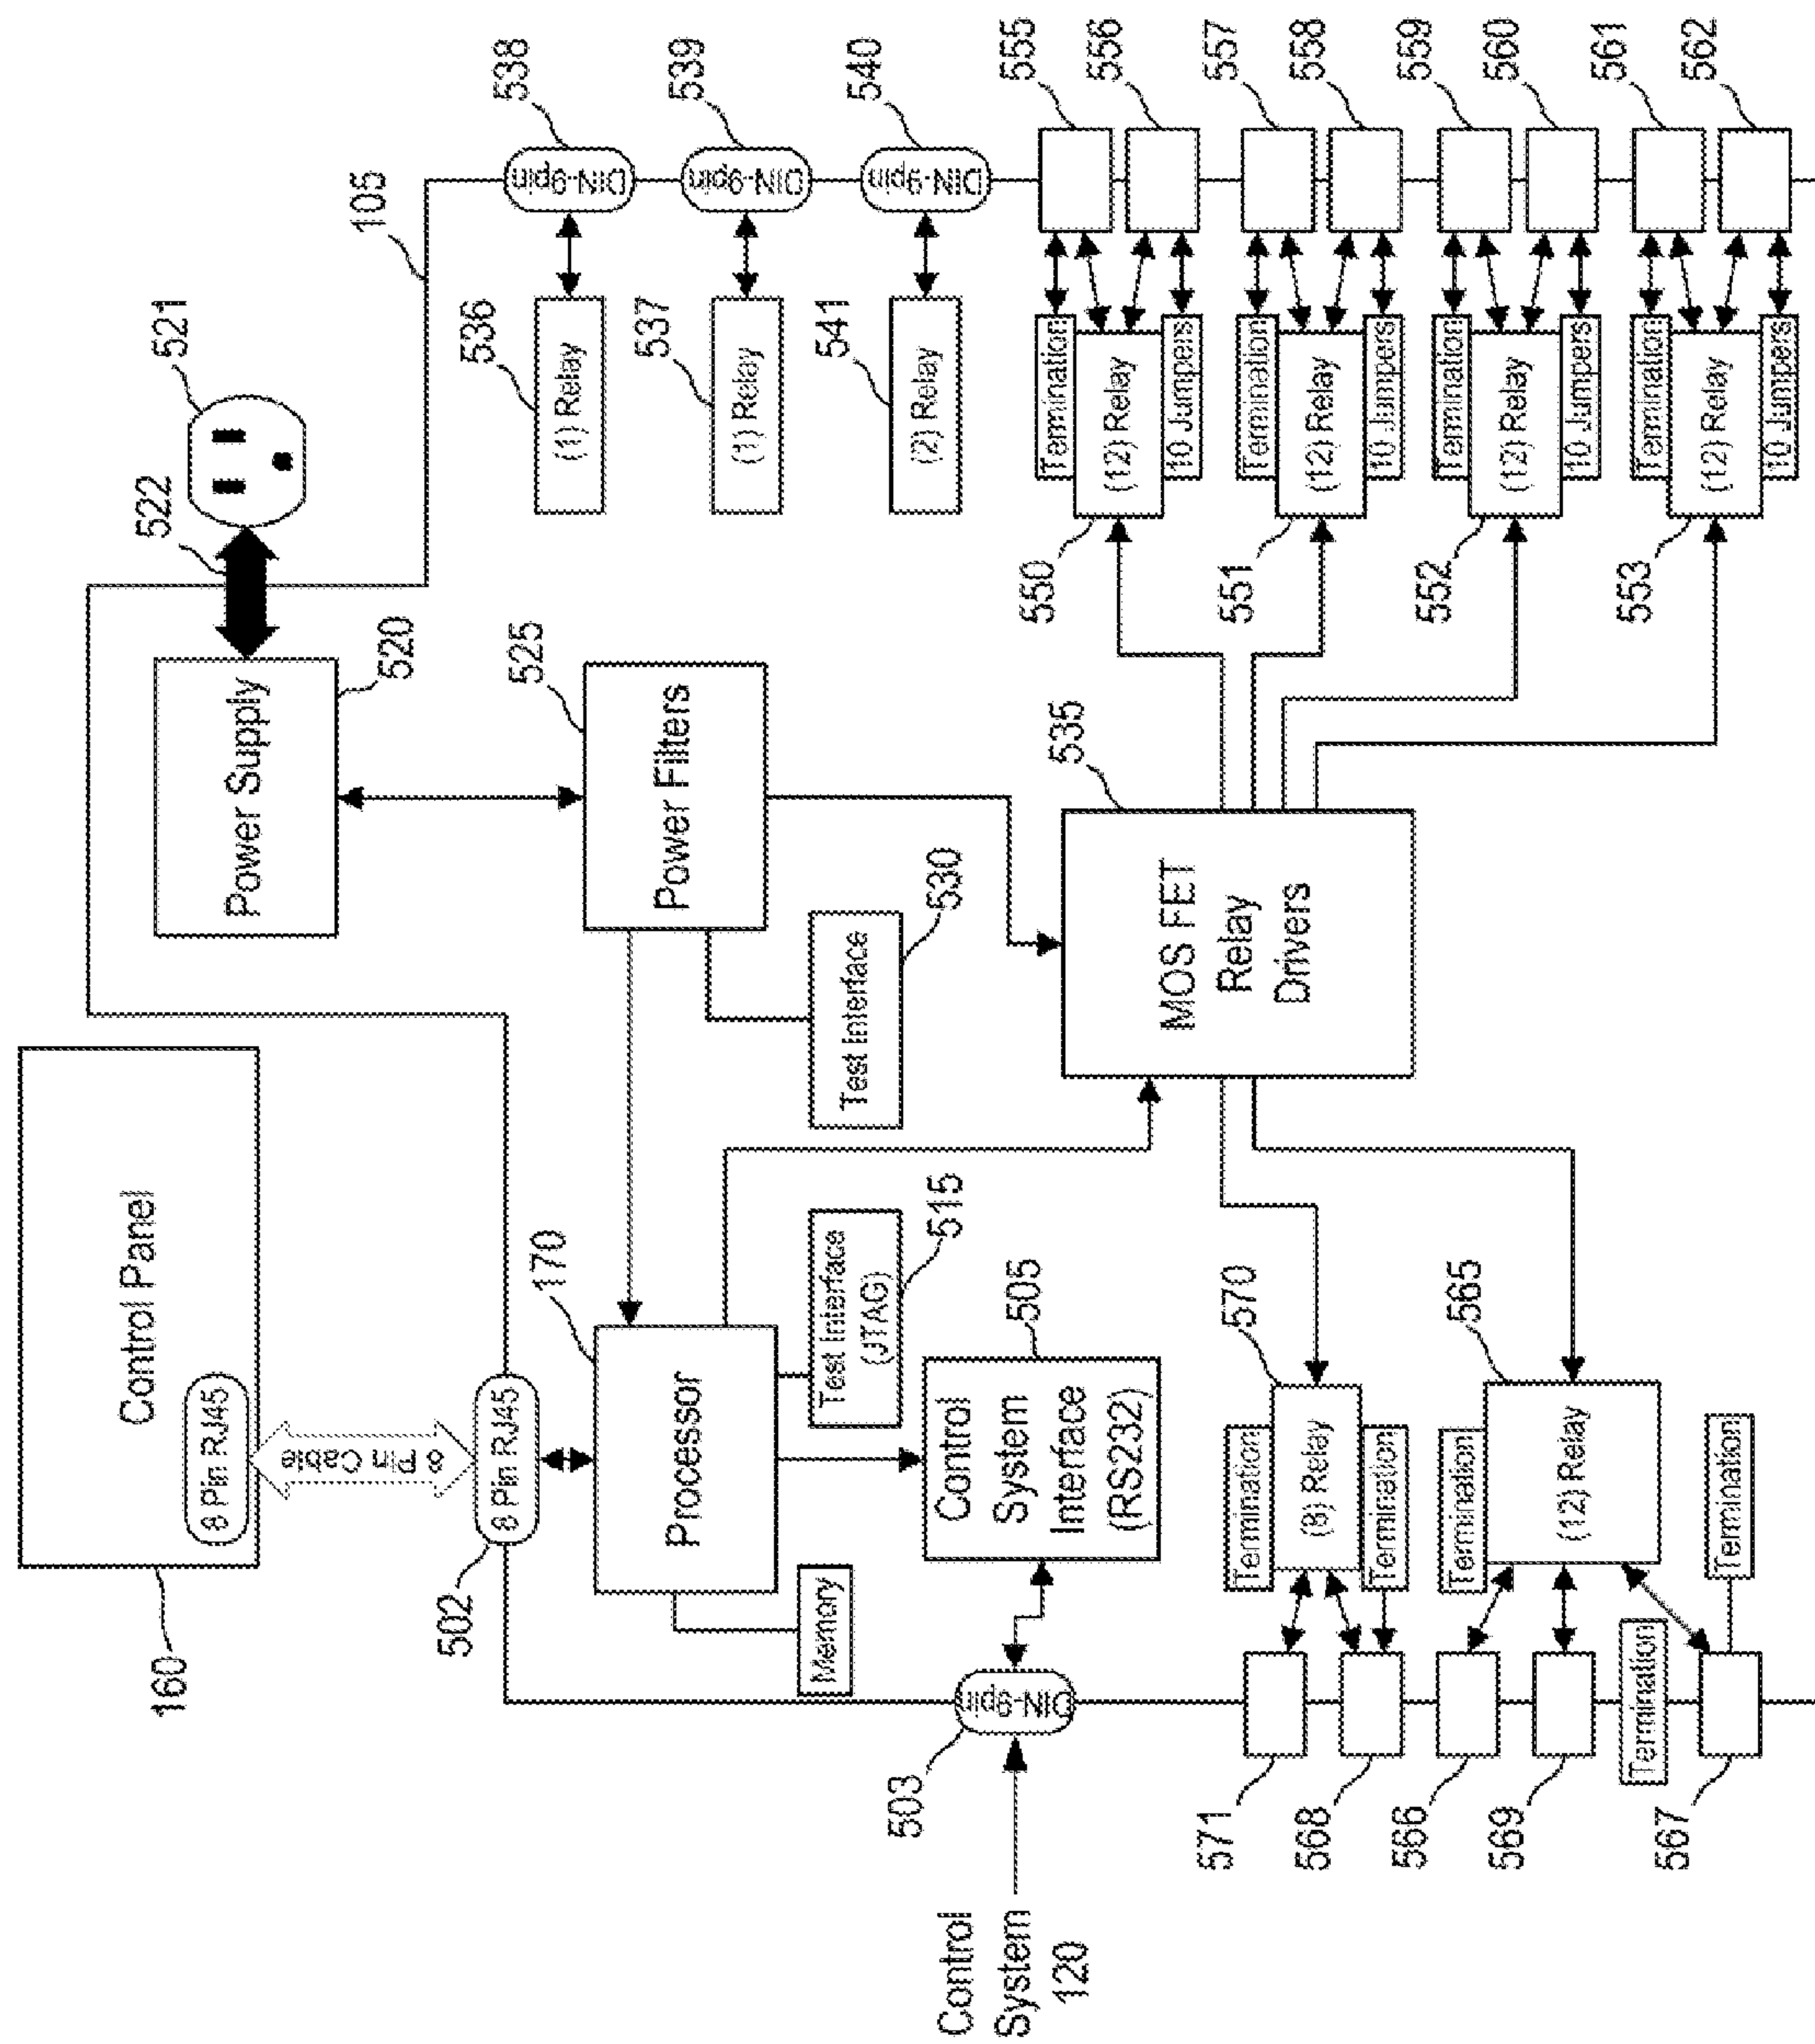 Control Panel
160
8 Pin RJ45
8 Pin Cable
8 Pin RJ45
502
Power Supply
520
521
522
105
Processor
170
Memory
Test Interface
(JTAG)
515
Control
System
Interface
(RS232)
505
DIN-9pin
503
Control
System
120
Power Filters
525
Test Interface
530
MOS FET
Relay
Drivers
535
(1) Relay
536
DIN-9pin
538
(1) Relay
537
DIN-9pin
539
(2) Relay
541
DIN-9pin
540
Termination
(12) Relay
10 Jumpers
550
555
556
Termination
(12) Relay
10 Jumpers
551
557
558
Termination
(12) Relay
10 Jumpers
552
559
560
Termination
(12) Relay
10 Jumpers
553
561
562
Termination
(8) Relay
Termination
570
571
568
Termination
(12) Relay
565
566
569
Termination
Termination
567